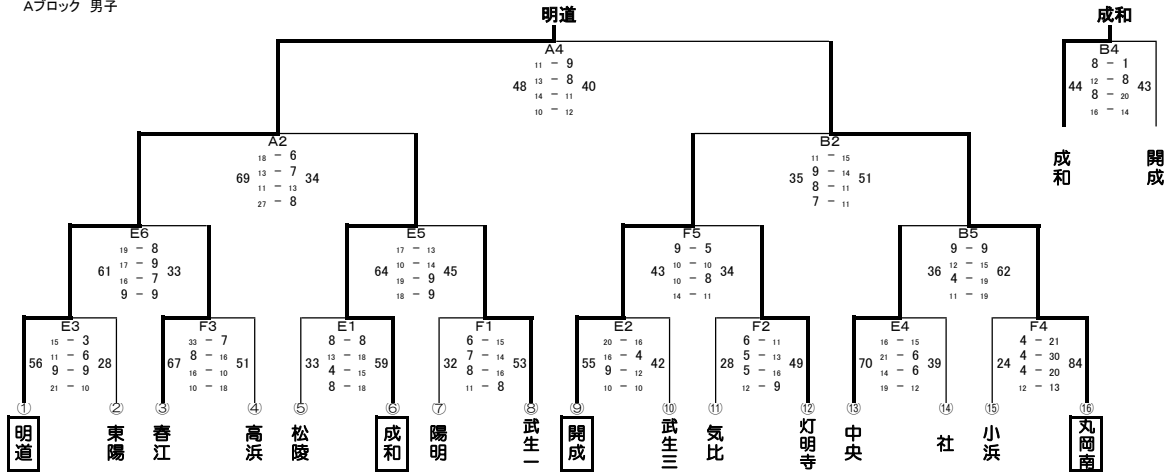 Aブロック 男子
明道
成和
A4
11 - 9
13 - 8
14 - 11
10 - 12
48 40
B4
8 - 1
12 - 8
8 - 20
16 - 14
44 43
成和
開成
A2
18 - 6
13 - 7
11 - 13
27 - 8
69 34
B2
11 - 15
9 - 14
8 - 11
7 - 11
35 51
E6
19 - 8
17 - 9
16 - 7
9 - 9
61 33
E5
17 - 13
10 - 14
19 - 9
18 - 9
64 45
F5
9 - 5
10 - 10
10 - 8
14 - 11
43 34
B5
9 - 9
12 - 15
4 - 19
11 - 19
36 62
E3
15 - 3
11 - 6
9 - 9
21 - 10
56 28
F3
33 - 7
8 - 16
16 - 10
10 - 18
67 51
E1
8 - 8
13 - 18
4 - 15
8 - 18
33 59
F1
6 - 15
7 - 14
8 - 16
11 - 8
32 53
E2
20 - 16
16 - 4
9 - 12
10 - 10
55 42
F2
6 - 11
5 - 13
5 - 16
12 - 9
28 49
E4
16 - 15
21 - 6
14 - 6
19 - 12
70 39
F4
4 - 21
4 - 30
4 - 20
12 - 13
24 84
① ② ③ ④ ⑤ ⑥ ⑦ ⑧ ⑨ ⑩ ⑪ ⑫ ⑬ ⑭ ⑮ ⑯
明道
東陽
春江
高浜
松陵
成和
陽明
武生一
開成
武生三
気比
灯明寺
中央
社
小浜
丸岡南